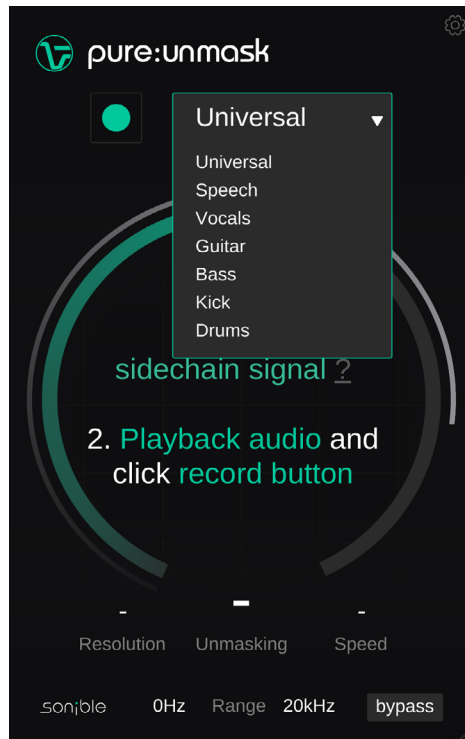 pure:unmask
Universal
Universal
Speech
Vocals
Guitar
Bass
Kick
Drums
sidechain signal ?
2. Playback audio and
click record button
- - -
Resolution Unmasking Speed
sonible 0Hz Range 20kHz bypass